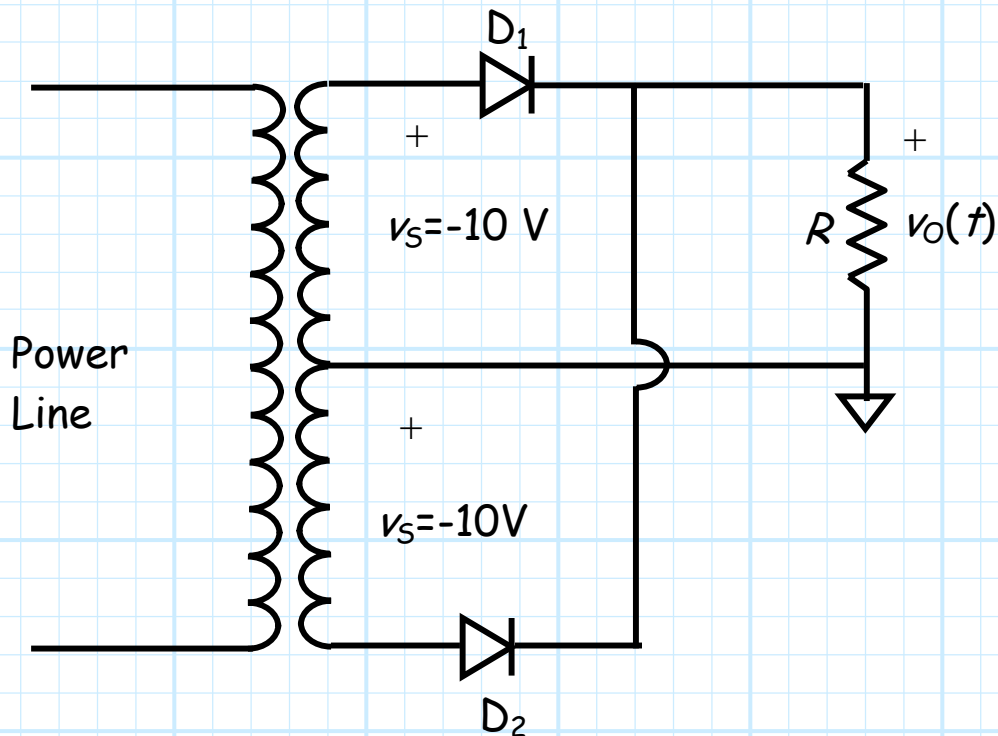 D₁
+
+
vS=-10 V
R
vO(t)
Power
Line
+
vS=-10V
D₂